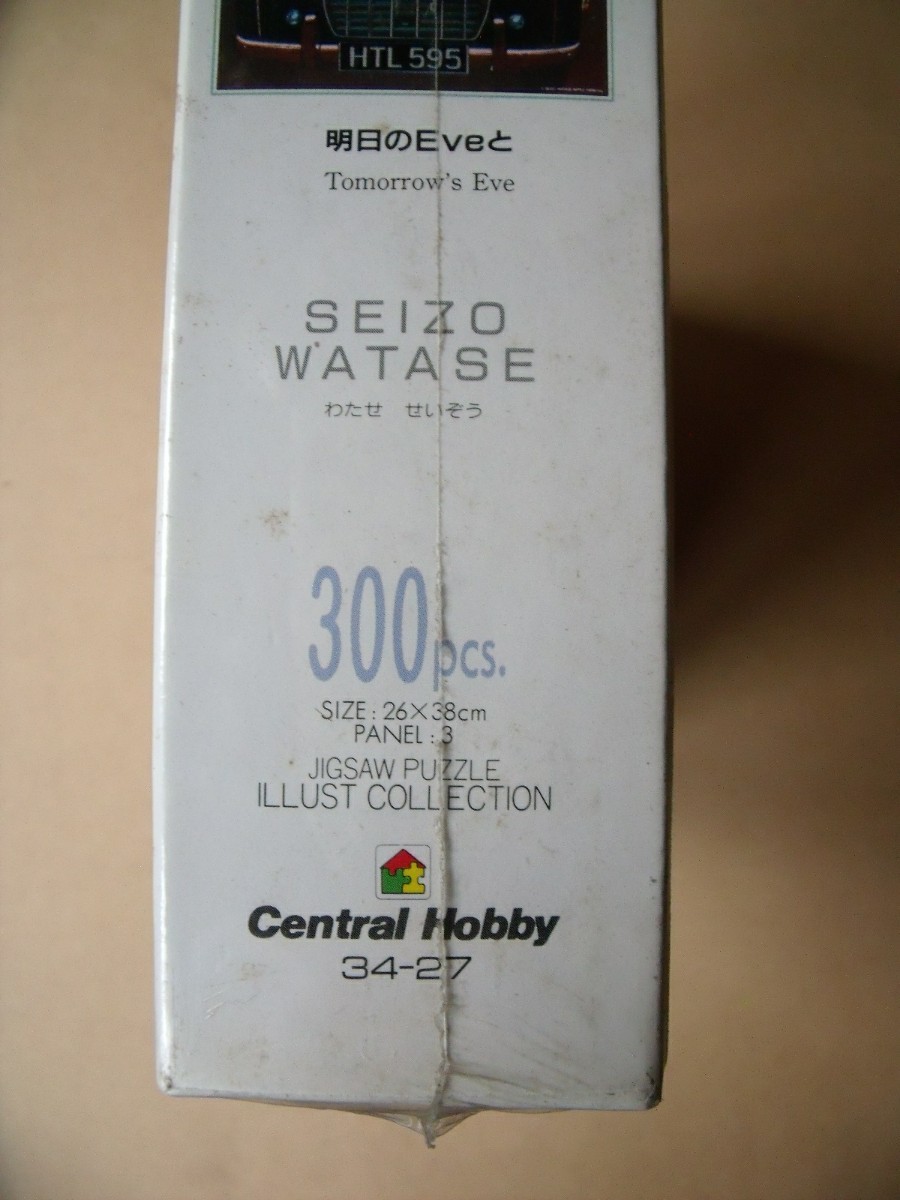 HTL 595
明日のEveと
Tomorrow's Eve
SEIZO
WATASE
わたせ せいぞう
300pcs.
SIZE : 26×38cm
PANEL : 3
JIGSAW PUZZLE
ILLUST COLLECTION
Central Hobby
34-27